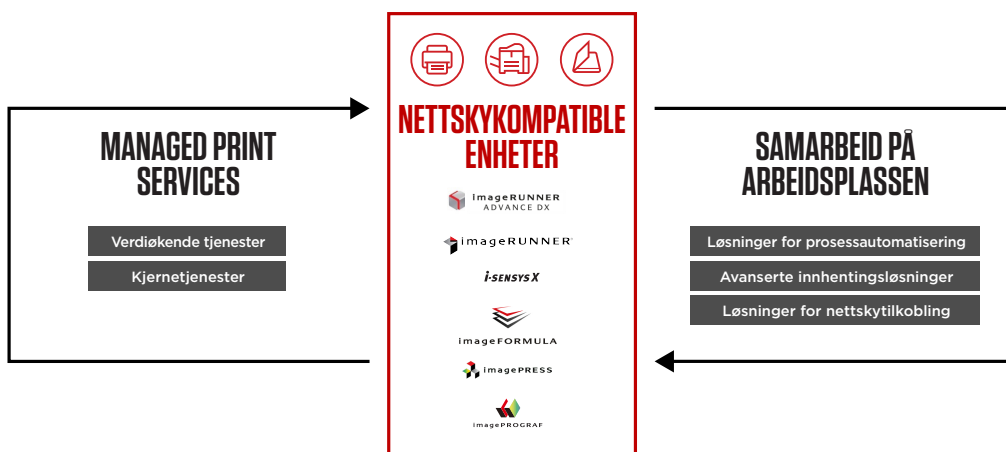 MANAGED PRINT
SERVICES
Verdiøkende tjenester
Kjernetjenester
NETTSKYKOMPATIBLE
ENHETER
imageRUNNER
ADVANCE DX
imageRUNNER
i-SENSYS X
imageFORMULA
imagePRESS
imagePROGRAF
SAMARBEID PÅ
ARBEIDSPLASSEN
Løsninger for prosessautomatisering
Avanserte innhentingsløsninger
Løsninger for nettskytilkobling